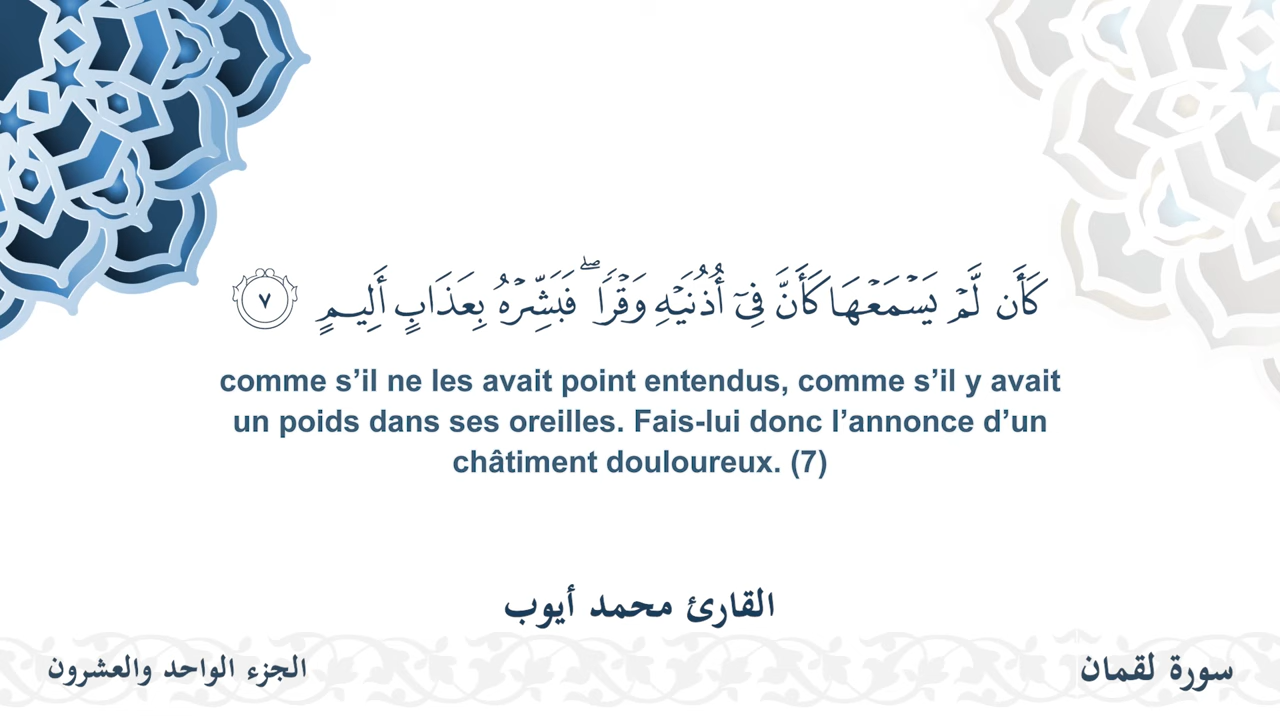 كَأَن لَّمْ يَسْمَعْهَا كَأَنَّ فِىٓ أُذُنَيْهِ وَقْرًا ۖ فَبَشِّرْهُ بِعَذَابٍ أَلِيمٍ ٧
comme s’il ne les avait point entendus, comme s’il y avait
un poids dans ses oreilles. Fais-lui donc l’annonce d’un
châtiment douloureux. (7)
القارئ محمد أيوب
سورة لقمان
الجزء الواحد والعشرون